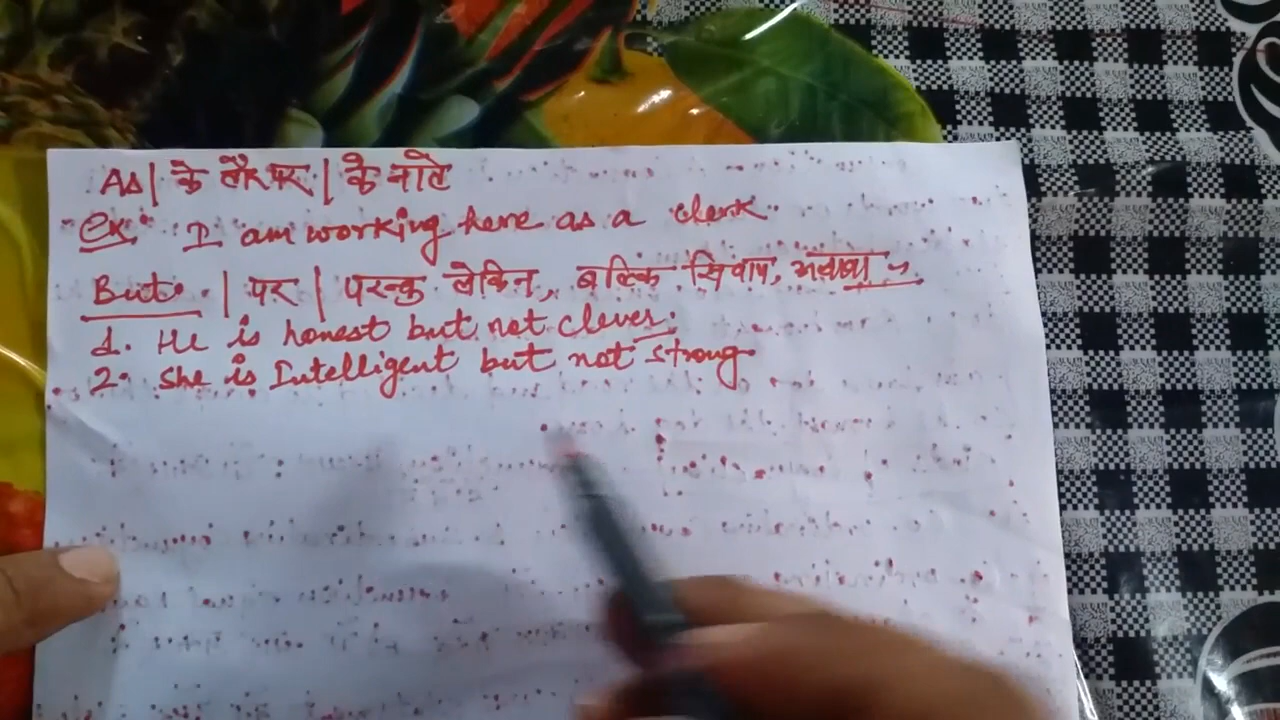 As | के तौर पर | के नाते
ex: I am working here as a clerk.
But: | पर | परन्तु लेकिन, बल्कि सिवाय, अलावा :-
1. He is honest but not clever.
2. She is Intelligent but not strong.